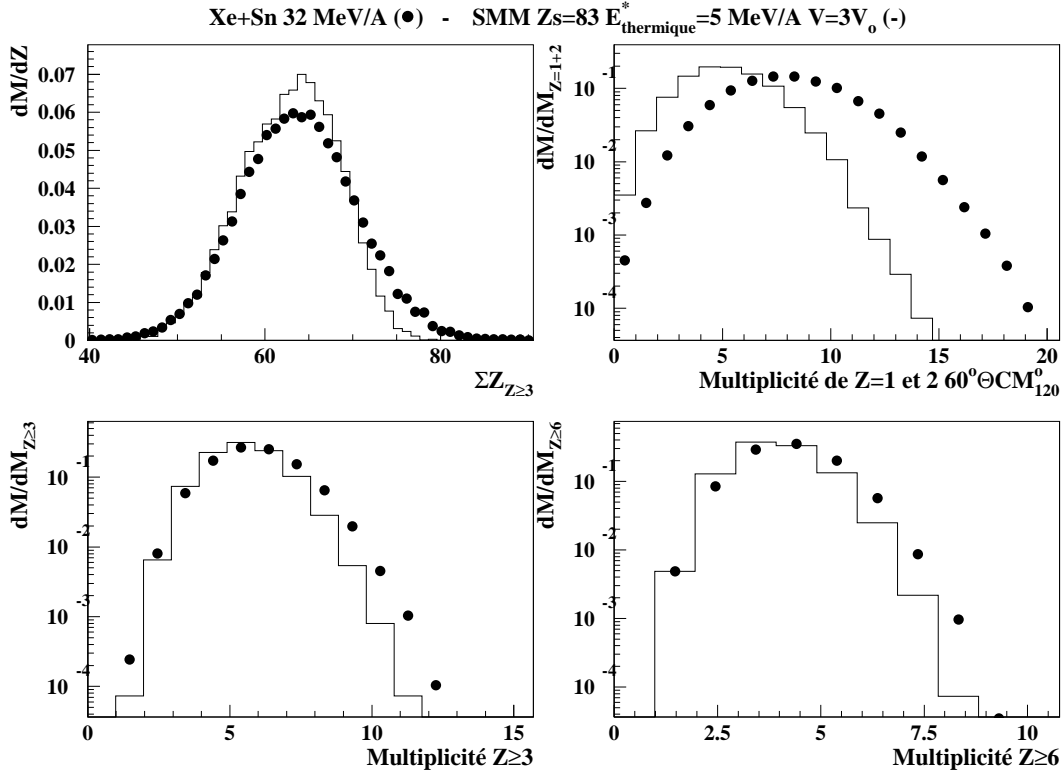 Xe+Sn 32 MeV/A (●) - SMM Zs=83 E*thermique=5 MeV/A V=3Vo (-)
dM/dZ
0.07
0.06
0.05
0.04
0.03
0.02
0.01
0
40 60 80
ΣZZ≥3
dM/dMZ=1+2
10-1
10-2
10-3
10-4
0 5 10 15 20
Multiplicité de Z=1 et 2 60oΘCMo120
dM/dMZ≥3
10-1
10-2
10-3
10-4
0 5 10 15
Multiplicité Z≥3
dM/dMZ≥6
10-1
10-2
10-3
10-4
0 2.5 5 7.5 10
Multiplicité Z≥6